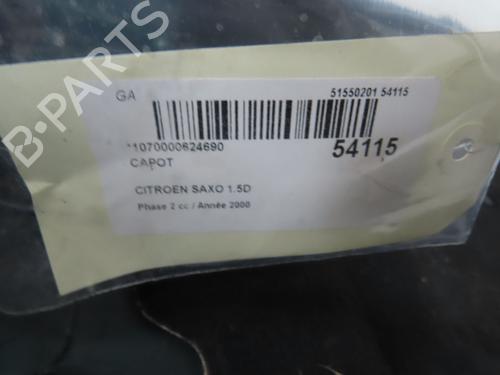 GA 51550201 54115
*1070000624690 54115
CAPOT
CITROEN SAXO 1.5D
Phase 2 cc / Année 2000
B-PARTS